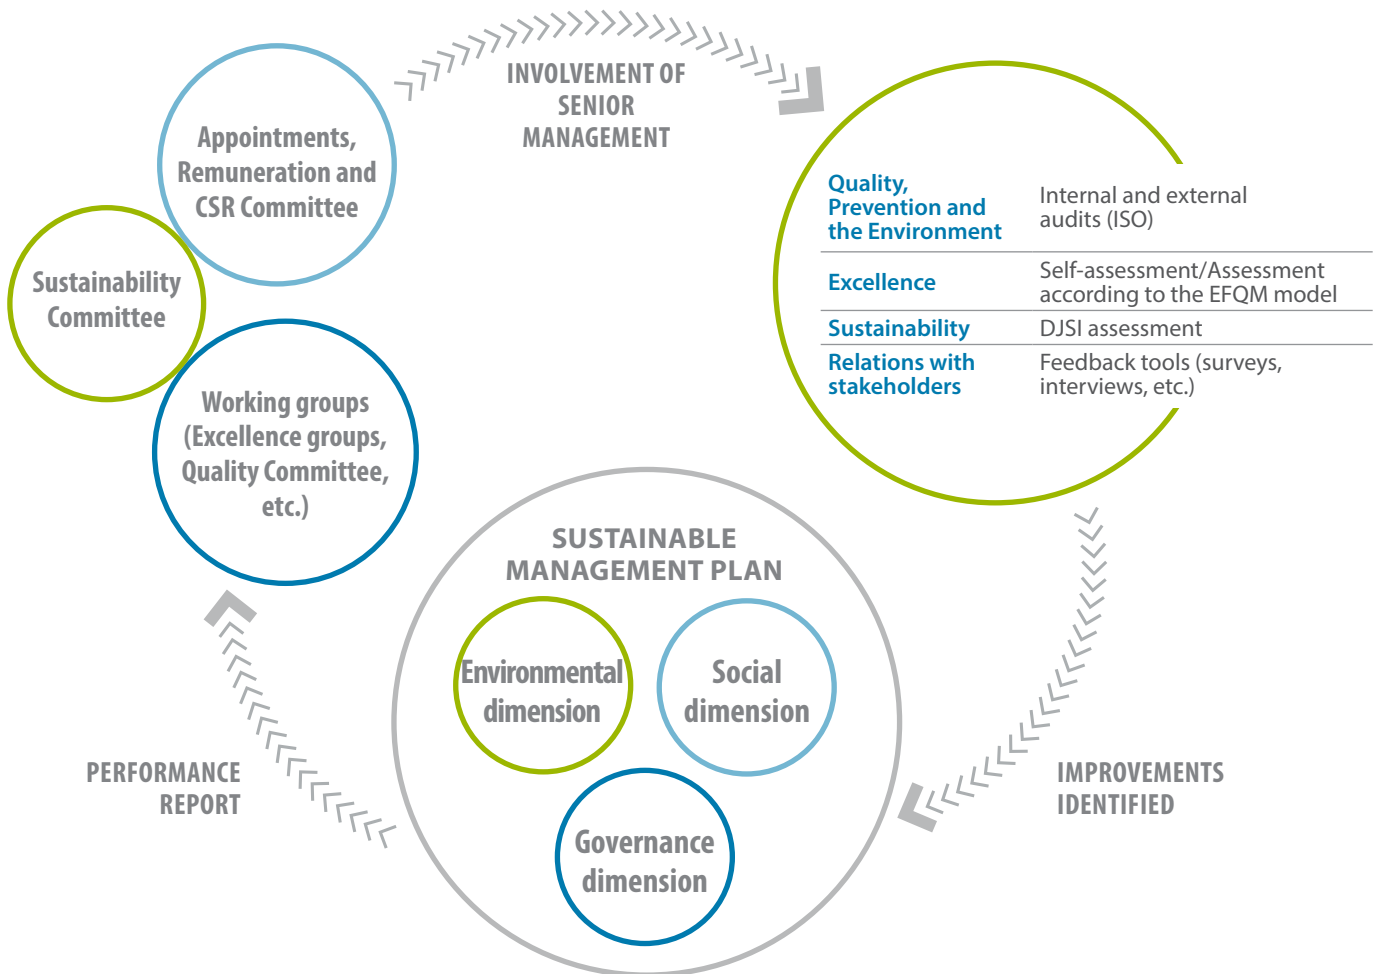 INVOLVEMENT OF
SENIOR
MANAGEMENT
Appointments,
Remuneration and
CSR Committee
Sustainability
Committee
Working groups
(Excellence groups,
Quality Committee,
etc.)
Quality,
Prevention and
the Environment
Internal and external
audits (ISO)
Excellence
Self-assessment/Assessment
according to the EFQM model
Sustainability
DJSI assessment
Relations with
stakeholders
Feedback tools (surveys,
interviews, etc.)
SUSTAINABLE
MANAGEMENT PLAN
Environmental
dimension
Social
dimension
Governance
dimension
PERFORMANCE
REPORT
IMPROVEMENTS
IDENTIFIED